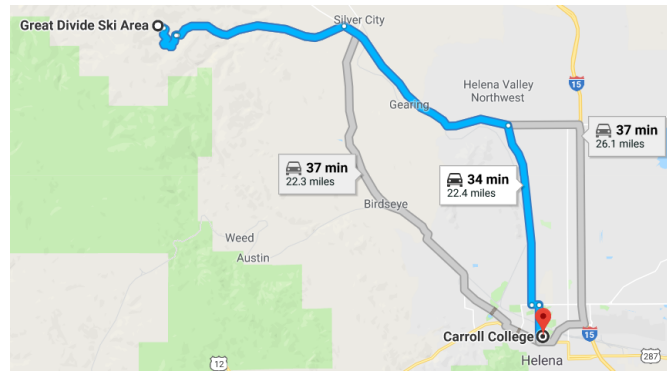 Great Divide Ski Area
Silver City
Helena Valley
Northwest
15
Gearing
37 min
26.1 miles
37 min
22.3 miles
34 min
22.4 miles
Birdseye
Weed
Austin
Carroll College
15
Helena
12
287